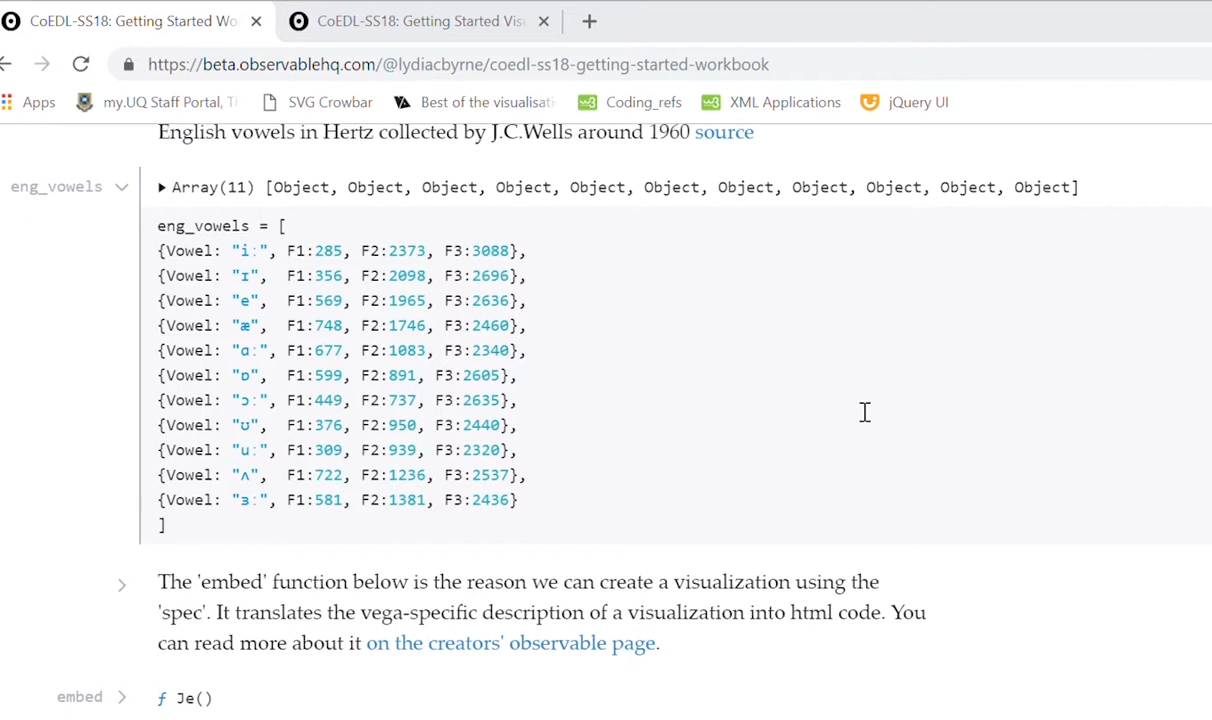 CoEDL-SS18: Getting Started Wo
CoEDL-SS18: Getting Started Vis
https://beta.observablehq.com/@lydiacbyrne/coedl-ss18-getting-started-workbook
Apps my.UQ Staff Portal, Th SVG Crowbar Best of the visualisati Coding_refs XML Applications jQuery UI
English vowels in Hertz collected by J.C.Wells around 1960 source
eng_vowels
Array(11) [Object, Object, Object, Object, Object, Object, Object, Object, Object, Object, Object]
eng_vowels = [
{Vowel: "iː", F1:285, F2:2373, F3:3088},
{Vowel: "ɪ", F1:356, F2:2098, F3:2696},
{Vowel: "e", F1:569, F2:1965, F3:2636},
{Vowel: "æ", F1:748, F2:1746, F3:2460},
{Vowel: "ɑː", F1:677, F2:1083, F3:2340},
{Vowel: "ɒ", F1:599, F2:891, F3:2605},
{Vowel: "ɔː", F1:449, F2:737, F3:2635},
{Vowel: "ʊ", F1:376, F2:950, F3:2440},
{Vowel: "uː", F1:309, F2:939, F3:2320},
{Vowel: "ʌ", F1:722, F2:1236, F3:2537},
{Vowel: "ɜː", F1:581, F2:1381, F3:2436}
]
The 'embed' function below is the reason we can create a visualization using the
'spec'. It translates the vega-specific description of a visualization into html code. You
can read more about it on the creators' observable page.
embed
ƒ Je()